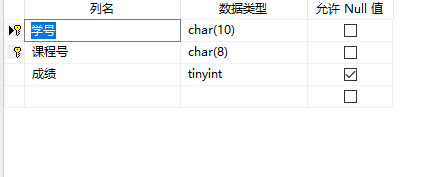 列名 数据类型 允许 Null 值
学号 char(10)
课程号 char(8)
成绩 tinyint